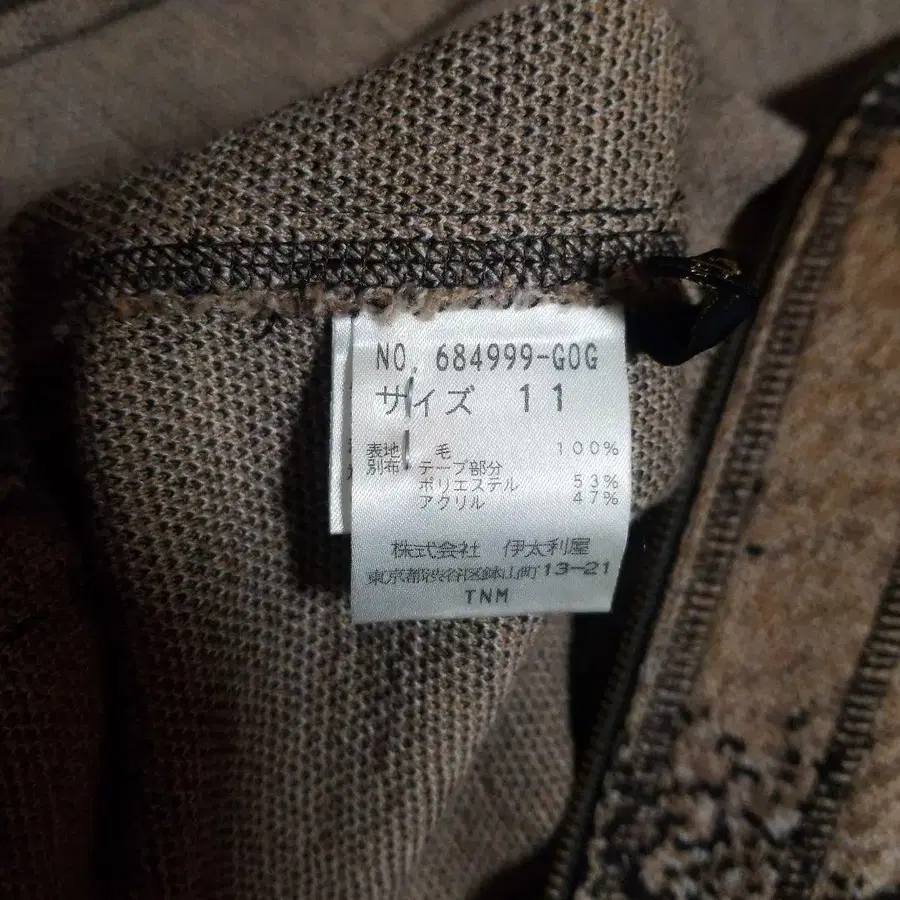 NO. 684999-GOG
サイズ 11
表地 毛 100%
別布 テープ部分
ポリエステル 53%
アクリル 47%
株式会社 伊太利屋
東京都渋谷区鉢山町13-21
TNM